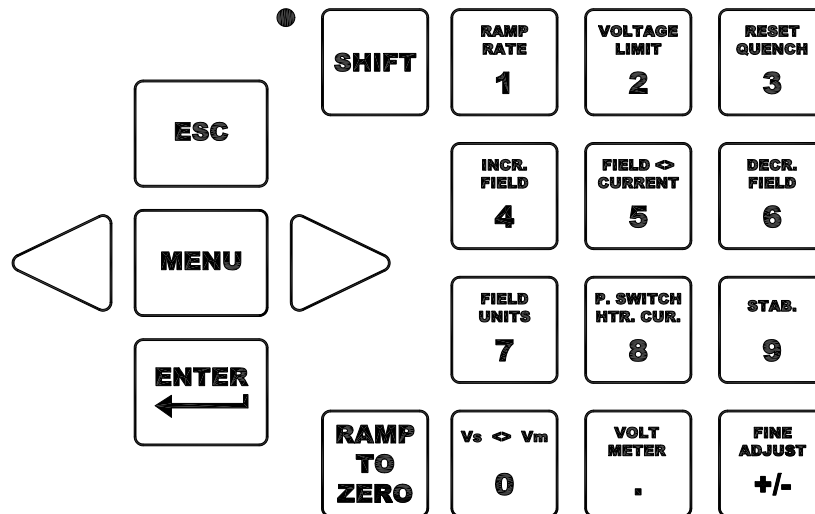 SHIFT
RAMP
RATE
1
VOLTAGE
LIMIT
2
RESET
QUENCH
3
ESC
INCR.
FIELD
4
FIELD <>
CURRENT
5
DECR.
FIELD
6
MENU
FIELD
UNITS
7
P. SWITCH
HTR. CUR.
8
STAB.
9
ENTER
RAMP
TO
ZERO
Vs <> Vm
0
VOLT
METER
.
FINE
ADJUST
+/-